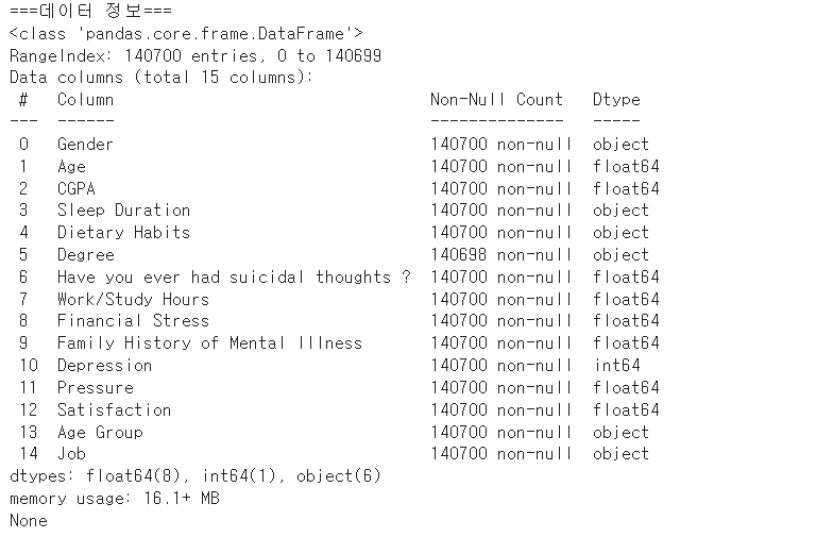 ===데이터 정보===
<class 'pandas.core.frame.DataFrame'>
RangeIndex: 140700 entries, 0 to 140699
Data columns (total 15 columns):
 #   Column                                 Non-Null Count   Dtype
---  ------                                 --------------   -----
 0   Gender                                 140700 non-null  object
 1   Age                                    140700 non-null  float64
 2   CGPA                                   140700 non-null  float64
 3   Sleep Duration                         140700 non-null  object
 4   Dietary Habits                         140700 non-null  object
 5   Degree                                 140698 non-null  object
 6   Have you ever had suicidal thoughts ?  140700 non-null  float64
 7   Work/Study Hours                       140700 non-null  float64
 8   Financial Stress                       140700 non-null  float64
 9   Family History of Mental Illness       140700 non-null  float64
 10  Depression                             140700 non-null  int64
 11  Pressure                               140700 non-null  float64
 12  Satisfaction                           140700 non-null  float64
 13  Age Group                              140700 non-null  object
 14  Job                                    140700 non-null  object
dtypes: float64(8), int64(1), object(6)
memory usage: 16.1+ MB
None